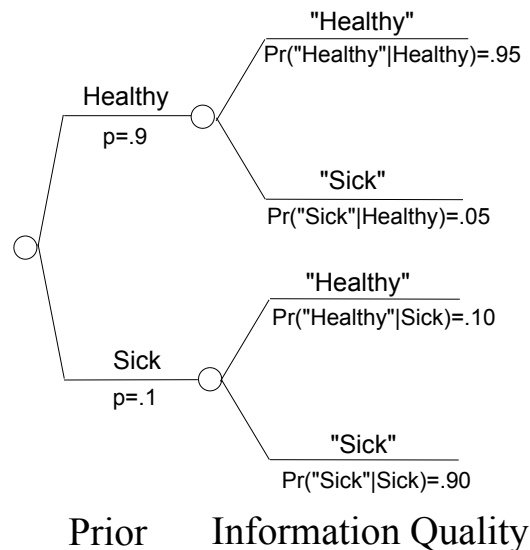 "Healthy"
Pr("Healthy"|Healthy)=.95
Healthy
p=.9
"Sick"
Pr("Sick"|Healthy)=.05
"Healthy"
Pr("Healthy"|Sick)=.10
Sick
p=.1
"Sick"
Pr("Sick"|Sick)=.90
Prior Information Quality